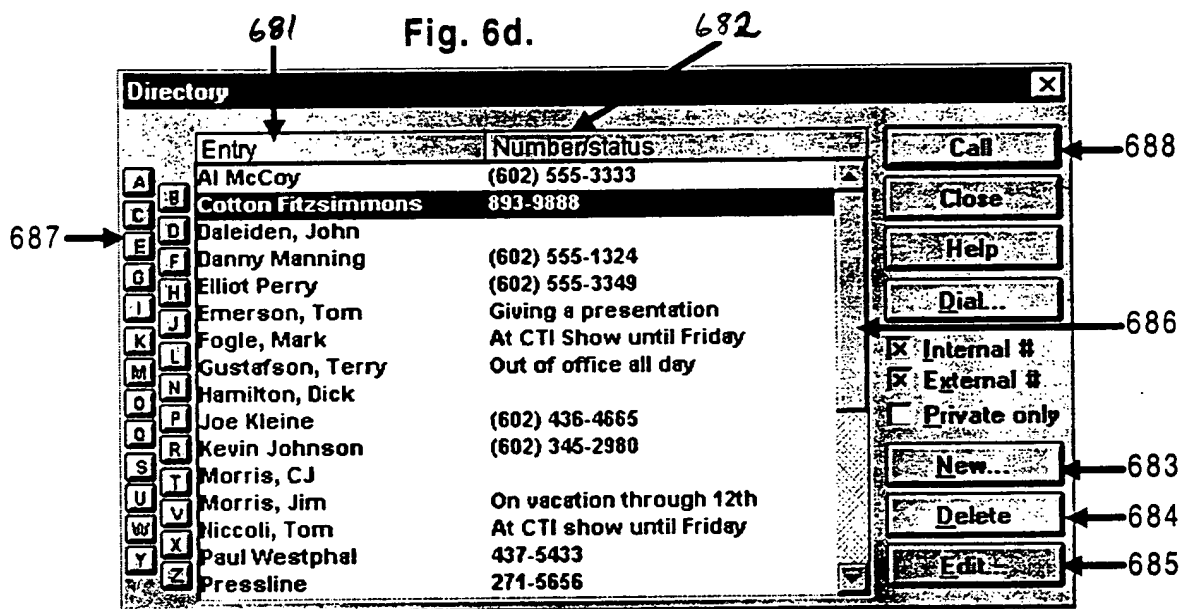 681 Fig. 6d. 682
Directory
Entry Number/status
Al McCoy (602) 555-3333
Cotton Fitzsimmons 893-9888
Daleiden, John
Danny Manning (602) 555-1324
Elliot Perry (602) 555-3349
Emerson, Tom Giving a presentation
Fogle, Mark At CTI Show until Friday
Gustafson, Terry Out of office all day
Hamilton, Dick
Joe Kleine (602) 436-4665
Kevin Johnson (602) 345-2980
Morris, CJ
Morris, Jim On vacation through 12th
Niccoli, Tom At CTI show until Friday
Paul Westphal 437-5433
Pressline 271-5656
A
B
C
D
E
F
G
H
I
J
K
L
M
N
O
P
Q
R
S
T
U
V
W
X
Y
Z
687
Call 688
Close
Help
Dial...
686
Internal #
External #
Private only
New... 683
Delete 684
Edit... 685